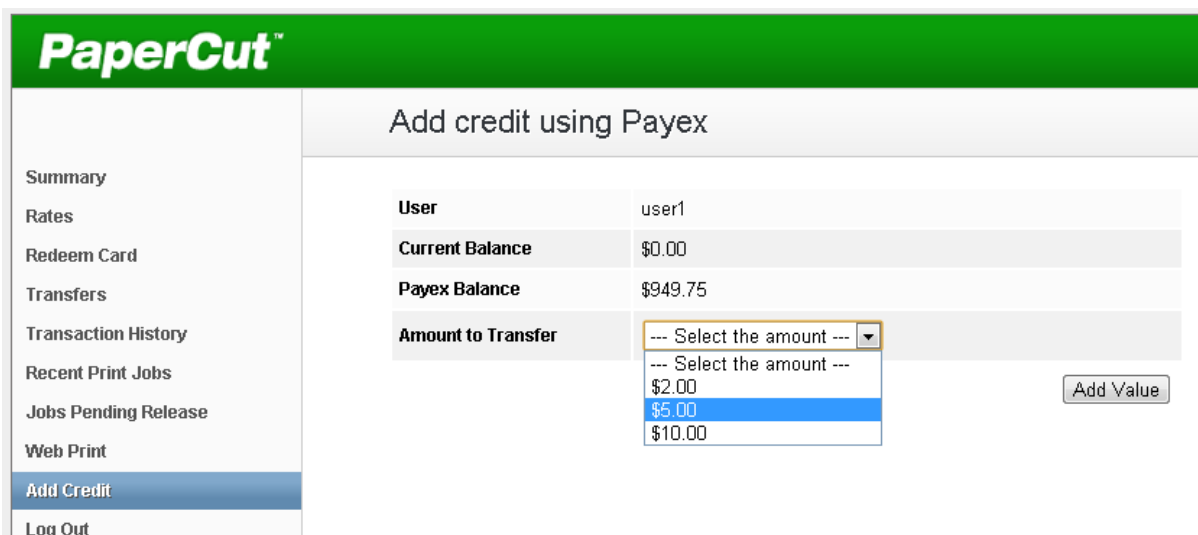 PaperCut™
Add credit using Payex
Summary
Rates
Redeem Card
Transfers
Transaction History
Recent Print Jobs
Jobs Pending Release
Web Print
Add Credit
Log Out
User user1
Current Balance $0.00
Payex Balance $949.75
Amount to Transfer --- Select the amount ---
--- Select the amount ---
$2.00
$5.00
$10.00
Add Value